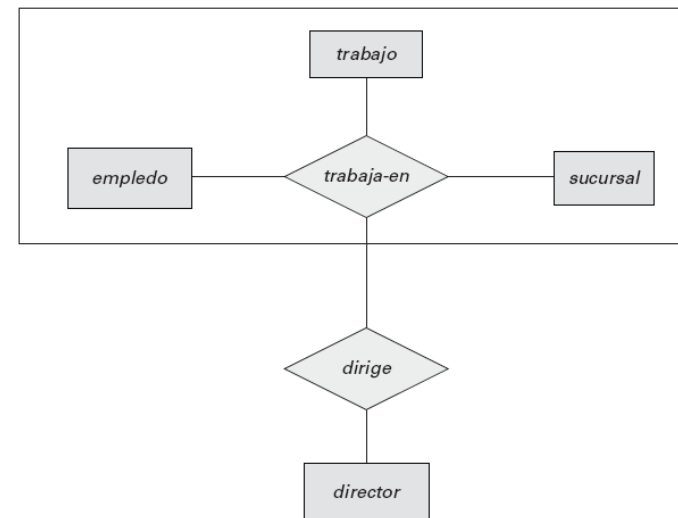 trabajo
empledo
trabaja-en
sucursal
dirige
director